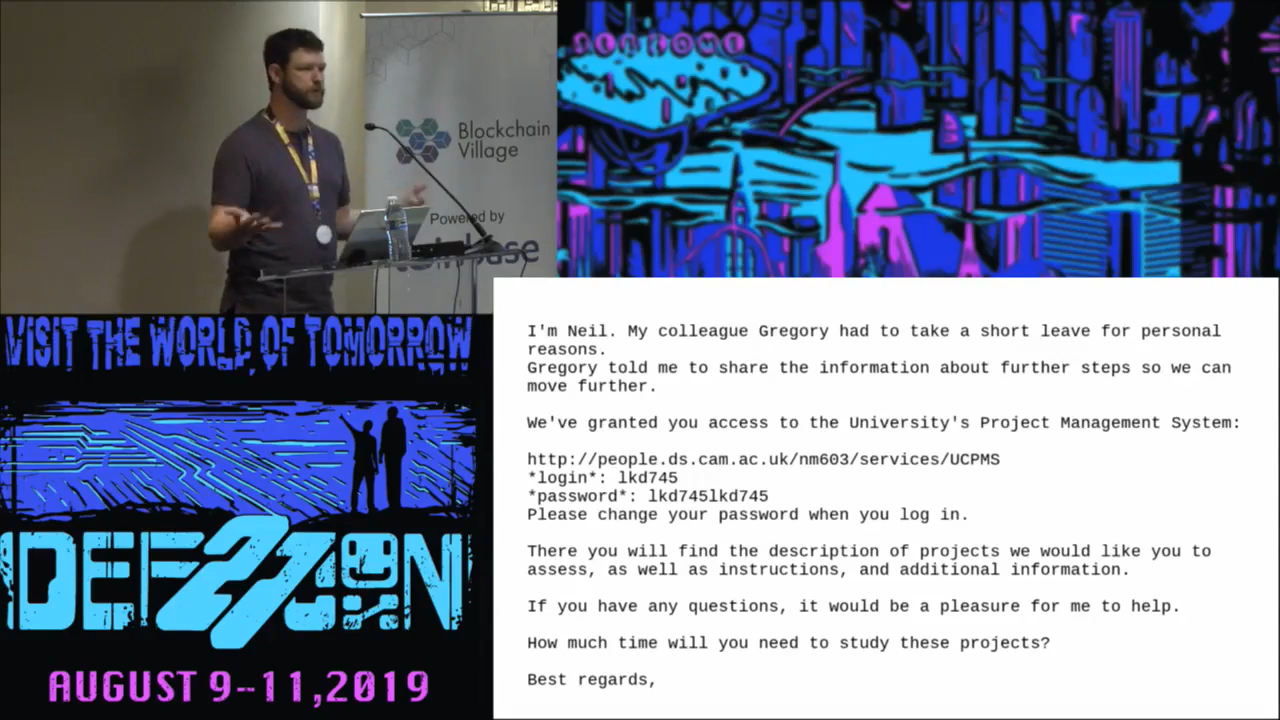 WELCOME
Blockchain
Village
Powered by
VISIT THE WORLD OF TOMORROW
DEF CON
27
AUGUST 9--11,2019
I'm Neil. My colleague Gregory had to take a short leave for personal
reasons.
Gregory told me to share the information about further steps so we can
move further.
We've granted you access to the University's Project Management System:
http://people.ds.cam.ac.uk/nm603/services/UCPMS
*login*: lkd745
*password*: lkd745lkd745
Please change your password when you log in.
There you will find the description of projects we would like you to
assess, as well as instructions, and additional information.
If you have any questions, it would be a pleasure for me to help.
How much time will you need to study these projects?
Best regards,